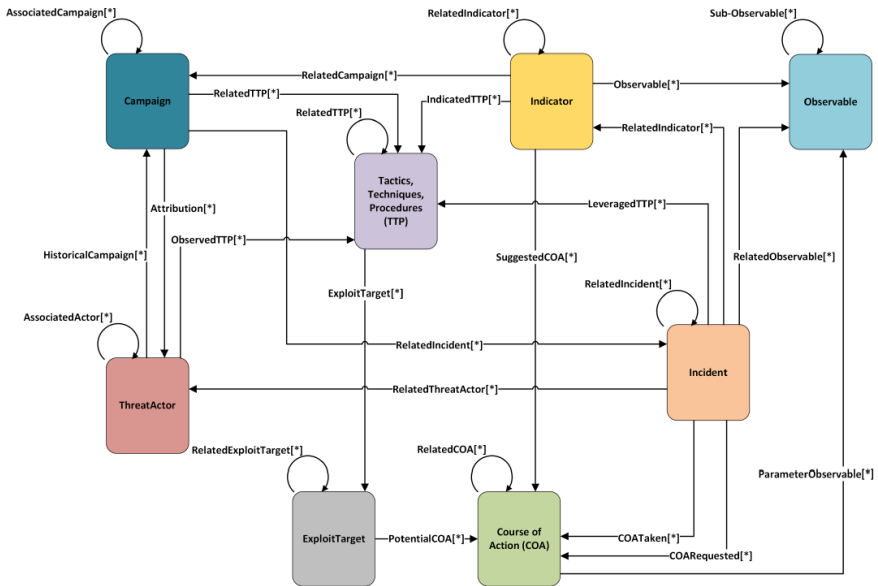 AssociatedCampaign[*]
RelatedIndicator[*]
Sub-Observable[*]
RelatedCampaign[*]
Campaign
RelatedTTP[*]
IndicatedTTP[*]
Indicator
Observable[*]
Observable
RelatedTTP[*]
RelatedIndicator[*]
Tactics,
Techniques,
Procedures
(TTP)
Attribution[*]
LeveragedTTP[*]
ObservedTTP[*]
HistoricalCampaign[*]
SuggestedCOA[*]
RelatedObservable[*]
ExploitTarget[*]
RelatedIncident[*]
AssociatedActor[*]
RelatedIncident[*]
Incident
RelatedThreatActor[*]
ThreatActor
RelatedExploitTarget[*]
RelatedCOA[*]
ParameterObservable[*]
ExploitTarget
PotentialCOA[*]
Course of
Action (COA)
COATaken[*]
COARequested[*]